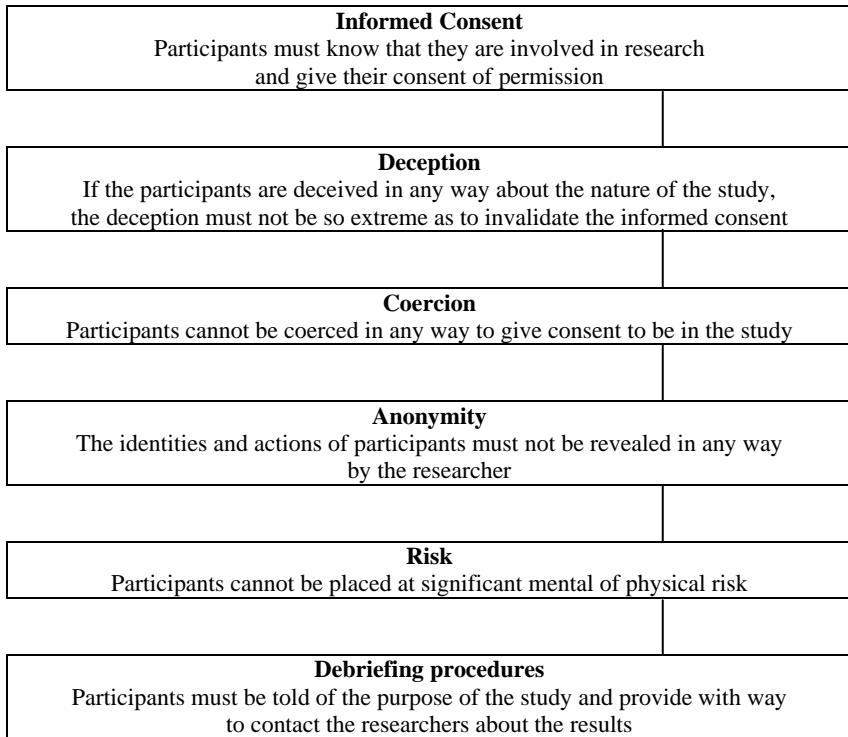 Informed Consent
Participants must know that they are involved in research
and give their consent of permission
Deception
If the participants are deceived in any way about the nature of the study,
the deception must not be so extreme as to invalidate the informed consent
Coercion
Participants cannot be coerced in any way to give consent to be in the study
Anonymity
The identities and actions of participants must not be revealed in any way
by the researcher
Risk
Participants cannot be placed at significant mental of physical risk
Debriefing procedures
Participants must be told of the purpose of the study and provide with way
to contact the researchers about the results